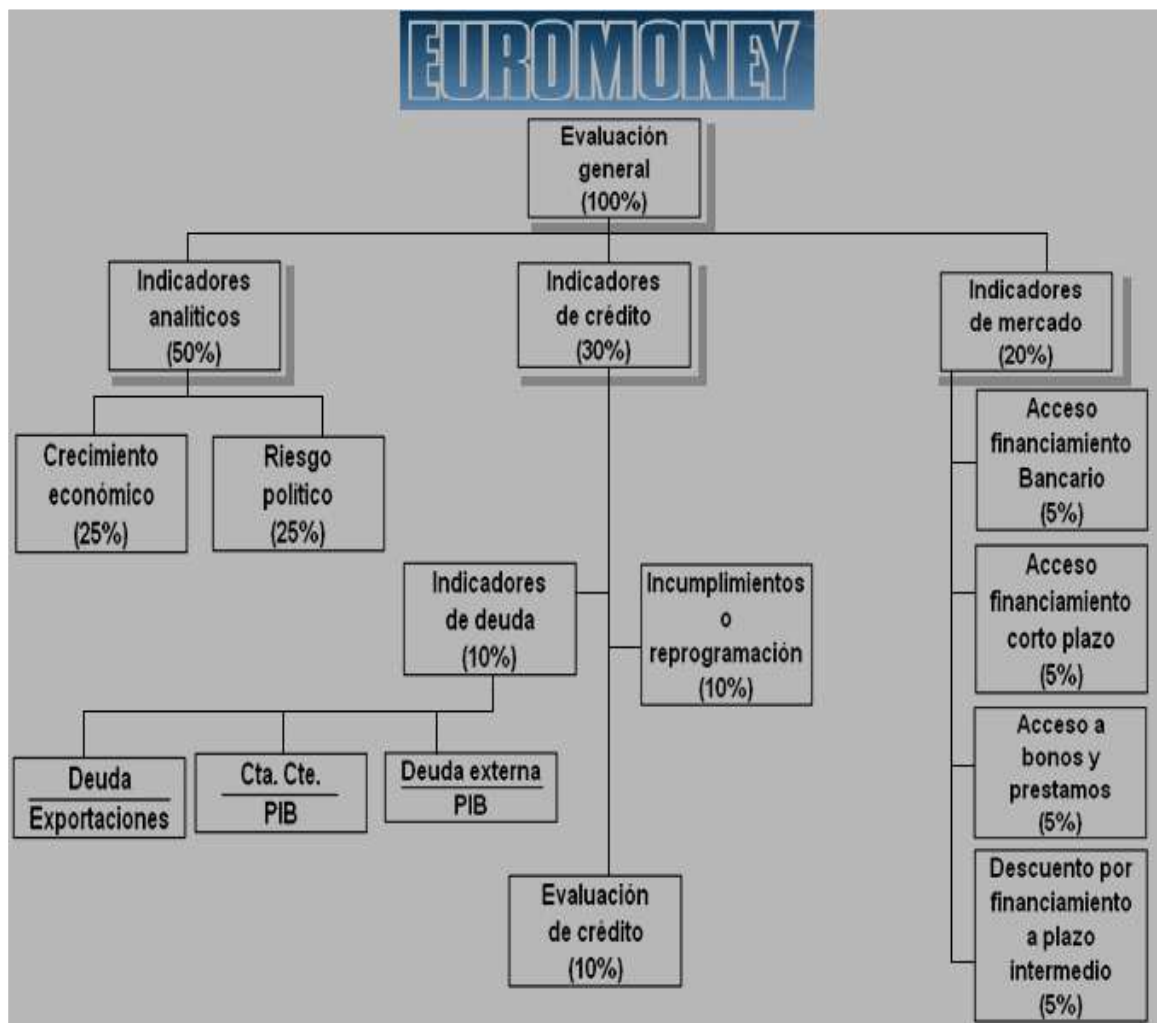 EUROMONEY
Evaluación
general
(100%)
Indicadores
analíticos
(50%)
Indicadores
de crédito
(30%)
Indicadores
de mercado
(20%)
Crecimiento
económico
(25%)
Riesgo
político
(25%)
Acceso
financiamiento
Bancario
(5%)
Indicadores
de deuda
(10%)
Incumplimientos
o
reprogramación
(10%)
Acceso
financiamiento
corto plazo
(5%)
Deuda
Exportaciones
Cta. Cte.
PIB
Deuda externa
PIB
Acceso a
bonos y
prestamos
(5%)
Evaluación
de crédito
(10%)
Descuento por
financiamiento
a plazo
intermedio
(5%)